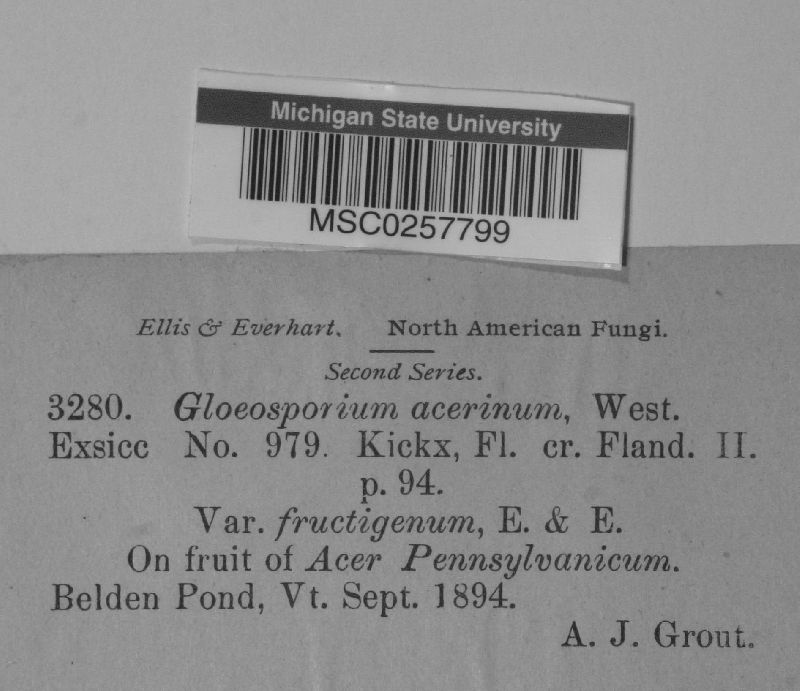 Michigan State University
MSC0257799
Ellis & Everhart. North American Fungi.
Second Series.
3280. Gloeosporium acerinum, West.
Exsicc No. 979. Kickx, Fl. cr. Fland. II.
p. 94.
Var. fructigenum, E. & E.
On fruit of Acer Pennsylvanicum.
Belden Pond, Vt. Sept. 1894.
A. J. Grout.